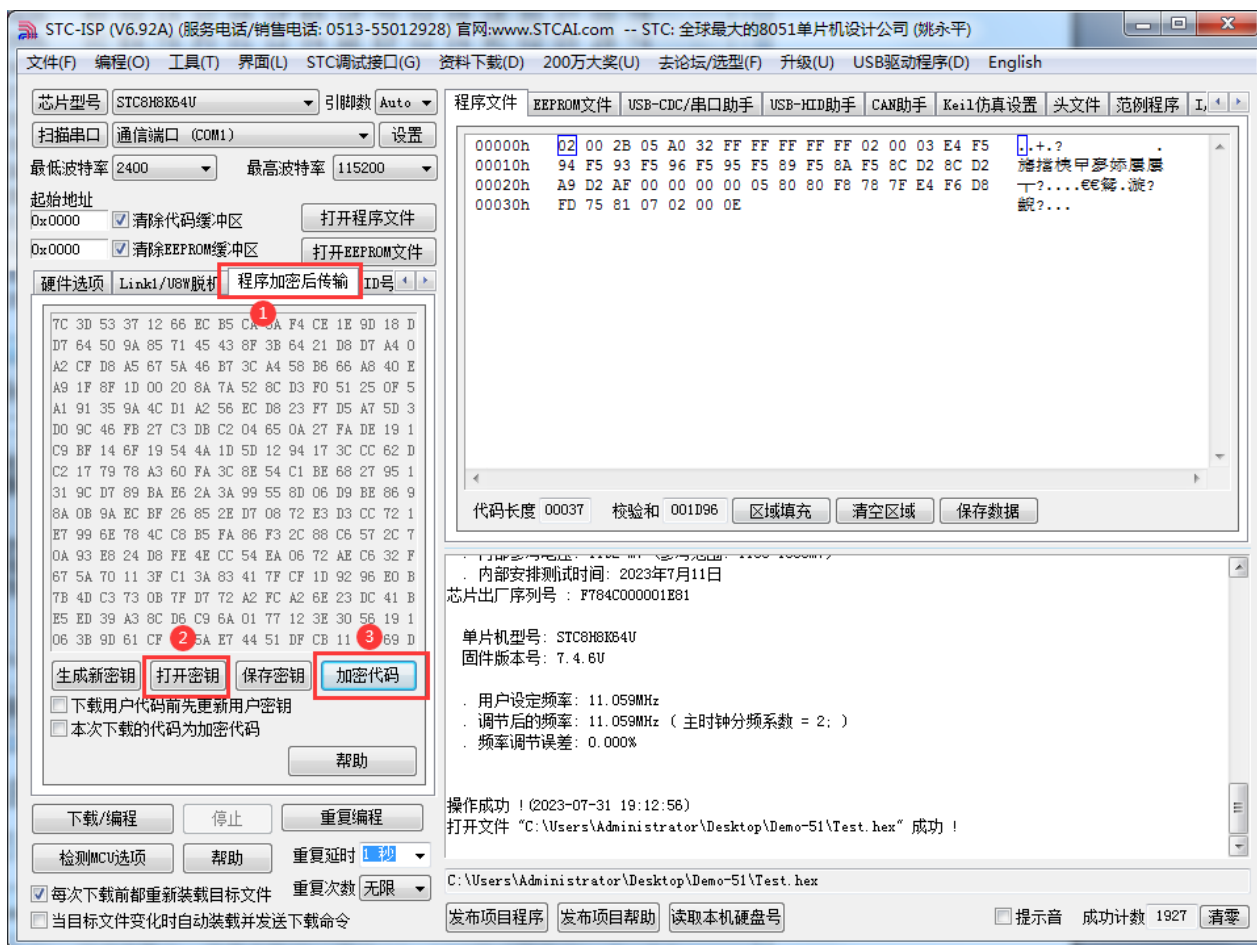 STC-ISP (V6.92A) (服务电话/销售电话: 0513-55012928) 官网:www.STCAI.com -- STC: 全球最大的8051单片机设计公司 (姚永平)
文件(F) 编程(O) 工具(T) 界面(L) STC调试接口(G) 资料下载(D) 200万大奖(U) 去论坛/选型(F) 升级(U) USB驱动程序(D) English
芯片型号 STC8H8K64U 引脚数 Auto
扫描串口 通信端口 (COM1) 设置
最低波特率 2400 最高波特率 115200
起始地址
0x0000 清除代码缓冲区 打开程序文件
0x0000 清除EEPROM缓冲区 打开EEPROM文件
硬件选项 Link1/U8W脱机 程序加密后传输 ID号
1
7C 3D 53 37 12 66 EC B5 CA 3A F4 CE 1E 9D 18 D
D7 64 50 9A 85 71 45 43 8F 3B 64 21 D8 D7 A4 0
A2 CF D8 A5 67 5A 46 B7 3C A4 58 B6 66 A8 40 E
A9 1F 8F 1D 00 20 8A 7A 52 8C D3 F0 51 25 0F 5
A1 91 35 9A 4C D1 A2 56 EC D8 23 F7 D5 A7 5D 3
D0 9C 46 FB 27 C3 DB C2 04 65 0A 27 FA DE 19 1
C9 BF 14 6F 19 54 4A 1D 5D 12 94 17 3C CC 62 D
C2 17 79 78 A3 60 FA 3C 8E 54 C1 BE 68 27 95 1
31 9C D7 89 BA E6 2A 3A 99 55 8D 06 D9 BE 86 9
8A 0B 9A EC BF 26 85 2E D7 08 72 E3 D3 CC 72 1
E7 99 6E 78 4C C8 B5 FA 86 F3 2C 88 C6 57 2C 7
0A 93 E8 24 D8 FE 4E CC 54 EA 06 72 AE C6 32 F
67 5A 70 11 3F C1 3A 83 41 7F CF 1D 92 96 E0 B
7B 4D C3 73 0B 7F D7 72 A2 FC A2 6E 23 DC 41 B
E5 ED 39 A3 8C D6 C9 6A 01 77 12 3E 30 56 19 1
06 3B 9D 61 CF 5A E7 44 51 DF CB 11 69 D
2 3
生成新密钥 打开密钥 保存密钥 加密代码
下载用户代码前先更新用户密钥
本次下载的代码为加密代码
帮助
下载/编程 停止 重复编程
检测MCU选项 帮助 重复延时 1 秒
每次下载前都重新装载目标文件 重复次数 无限
当目标文件变化时自动装载并发送下载命令
程序文件 EEPROM文件 USB-CDC/串口助手 USB-HID助手 CAN助手 Keil仿真设置 头文件 范例程序 I
00000h 02 00 2B 05 A0 32 FF FF FF FF FF 02 00 03 E4 F5 ..+.? .
00010h 94 F5 93 F5 96 F5 95 F5 89 F5 8A F5 8C D2 8C D2
00020h A9 D2 AF 00 00 00 00 05 80 80 F8 78 7F E4 F6 D8
00030h FD 75 81 07 02 00 0E
代码长度 00037 校验和 001D96 区域填充 清空区域 保存数据
. 内部安排测试时间: 2023年7月11日
芯片出厂序列号 : F784C000001E81
单片机型号: STC8H8K64U
固件版本号: 7.4.6U
. 用户设定频率: 11.059MHz
. 调节后的频率: 11.059MHz ( 主时钟分频系数 = 2; )
. 频率调节误差: 0.000%
操作成功 !(2023-07-31 19:12:56)
打开文件 "C:\Users\Administrator\Desktop\Demo-51\Test.hex" 成功 !
C:\Users\Administrator\Desktop\Demo-51\Test.hex
发布项目程序 发布项目帮助 读取本机硬盘号 提示音 成功计数 1927 清零